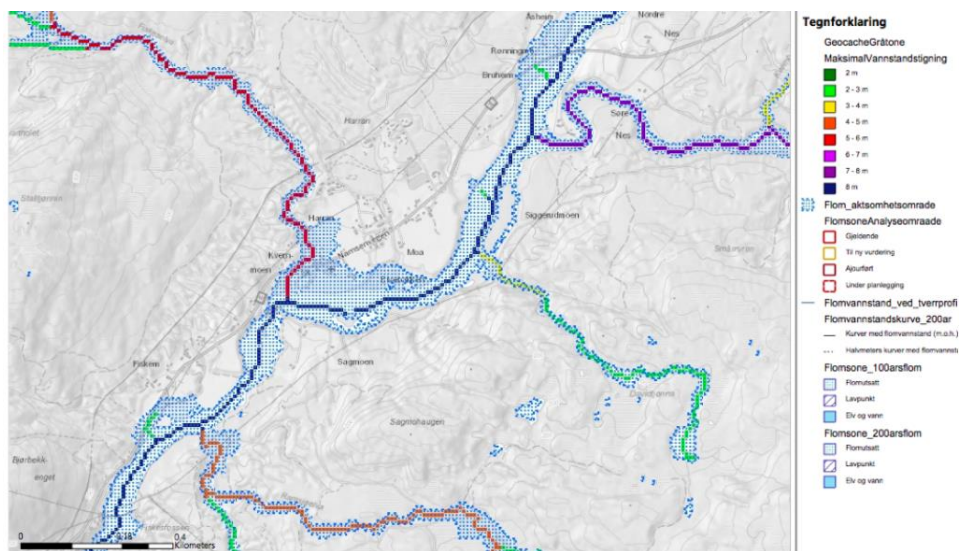 Åsheim
Nordre
Nes
Rønningen
Bruheim
Harran
Søre
Nes
Siggerudmoen
Moa
Kvern-
moen
Sagmoen
Fiskem
Sagmohaugen
Bjørbekk-
enget
0
0.4
Kilometers
Tegnforklaring
GeocacheGråtone
MaksimalVannstandstigning
2 m
2 - 3 m
3 - 4 m
4 - 5 m
5 - 6 m
6 - 7 m
7 - 8 m
8 m
Flom_aktsomhetsomrade
FlomsoneAnalyseomraade
Gjeldende
Til ny vurdering
Ajourført
Under planlegging
Flomvannstand_ved_tverrprofi
Flomvannstandskurve_200ar
Kurver med flomvannstand (m.o.h.)
Halvmeters kurver med flomvannstu
Flomsone_100arsflom
Flomutsatt
Lavpunkt
Elv og vann
Flomsone_200arsflom
Flomutsatt
Lavpunkt
Elv og vann